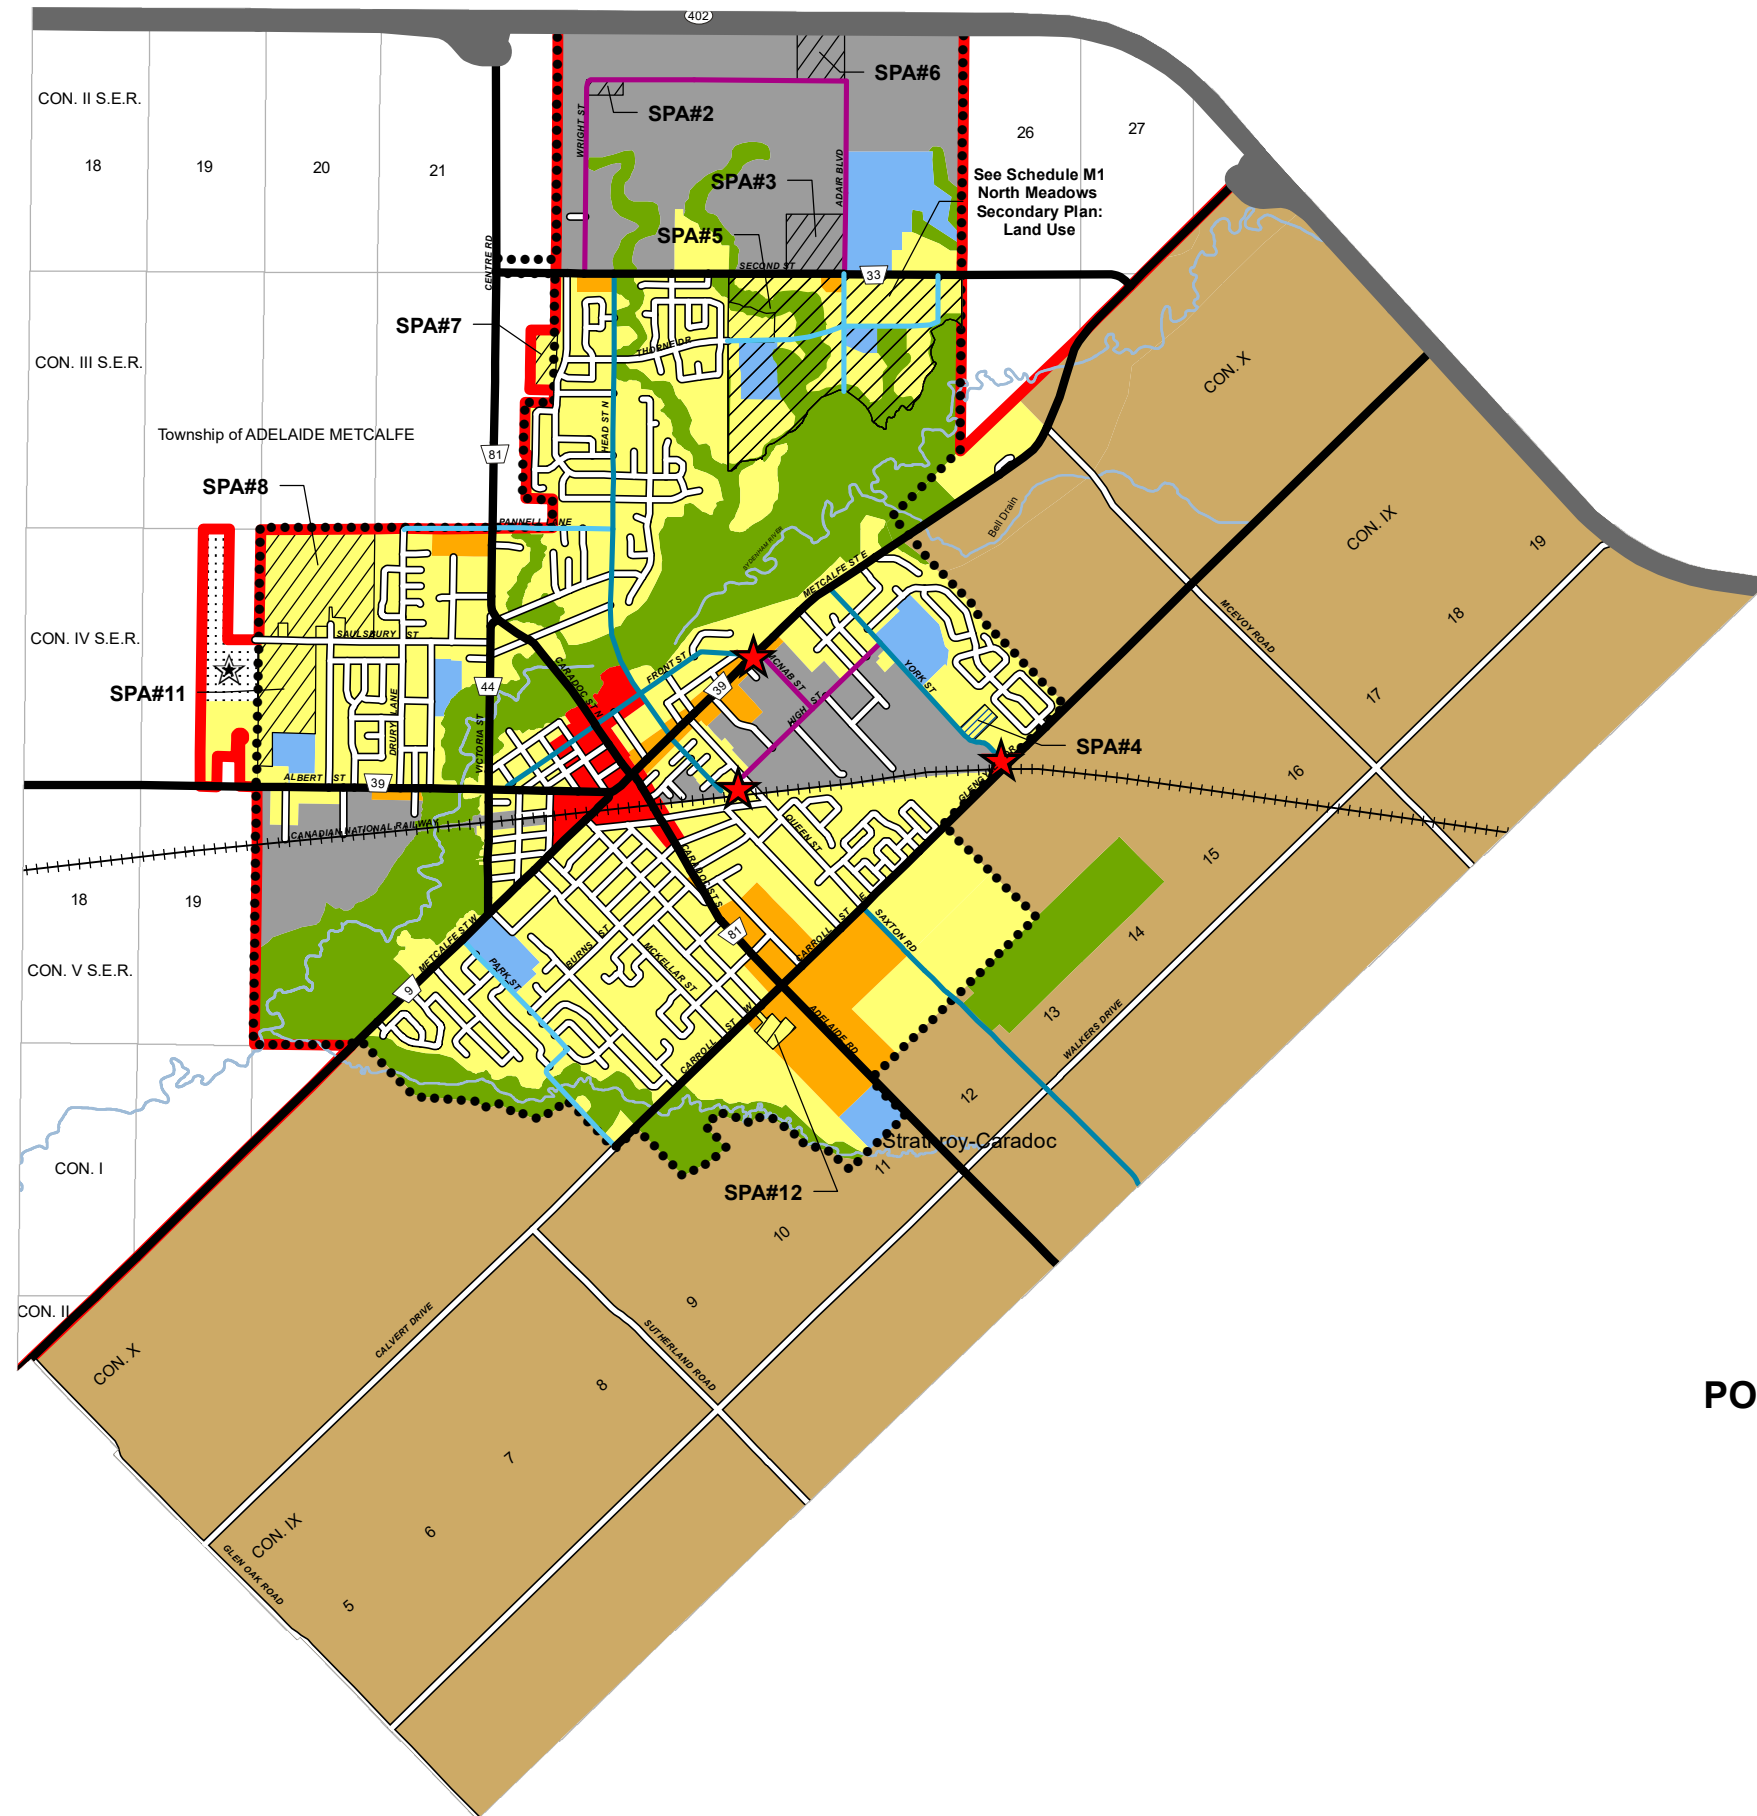 402
CON. II S.E.R.
SPA#6
SPA#2
WRIGHT ST
26
27
18
19
20
21
ADAIR BLVD
See Schedule M1
North Meadows
Secondary Plan:
Land Use
SPA#3
SPA#5
CENTRE RD
SECOND ST
33
SPA#7
THORNE DR
CON. III S.E.R.
CON. X
HEAD ST N
Township of ADELAIDE METCALFE
81
SPA#8
PANNELL LANE
Bell Drain
CON. IX
19
SYDENHAM RIVER
METCALFE ST E
CON. IV S.E.R.
SAULSBURY ST
18
MCEVOY ROAD
FRONT ST
MCNAB ST
YORK ST
CARADOC ST N
SPA#11
44
39
17
HIGH ST
DRURY LANE
VICTORIA ST
SPA#4
ALBERT ST
39
16
CANADIAN NATIONAL RAILWAY
QUEEN ST
15
CARADOC ST S
18
19
METCALFE ST W
81
SAXTON RD
14
BURNS ST
MCKELLAR ST
CARROLL ST E
CON. V S.E.R.
PARK ST
9
13
CARROLL ST W
ADELAIDE RD
WALKERS DRIVE
12
Strathroy-Caradoc
CON. I
11
SPA#12
10
CON. II
9
CALVERT DRIVE
SUTHERLAND ROAD
CON. X
8
PO
7
CON. IX
6
GLEN OAK ROAD
5